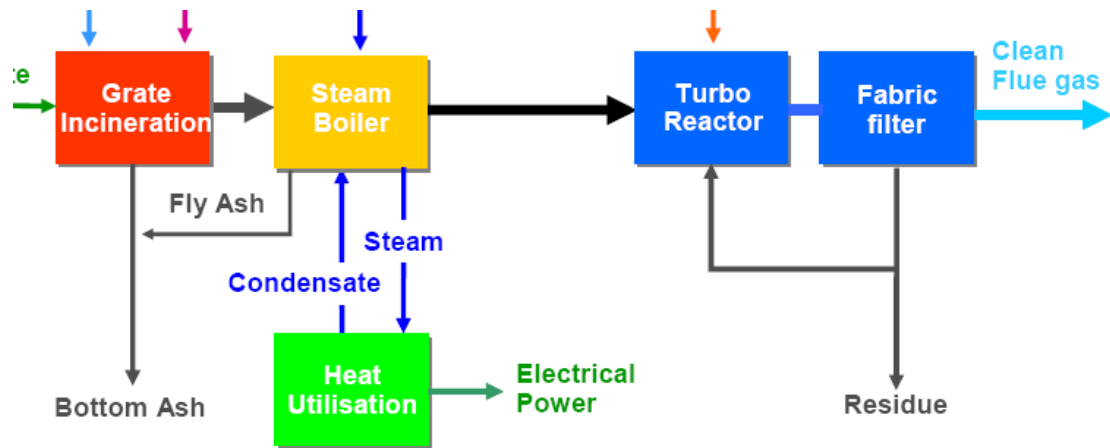 Clean
Flue gas
Grate
Incineration
Steam
Boiler
Turbo
Reactor
Fabric
filter
Fly Ash
Steam
Condensate
Heat
Utilisation
Electrical
Power
Bottom Ash
Residue